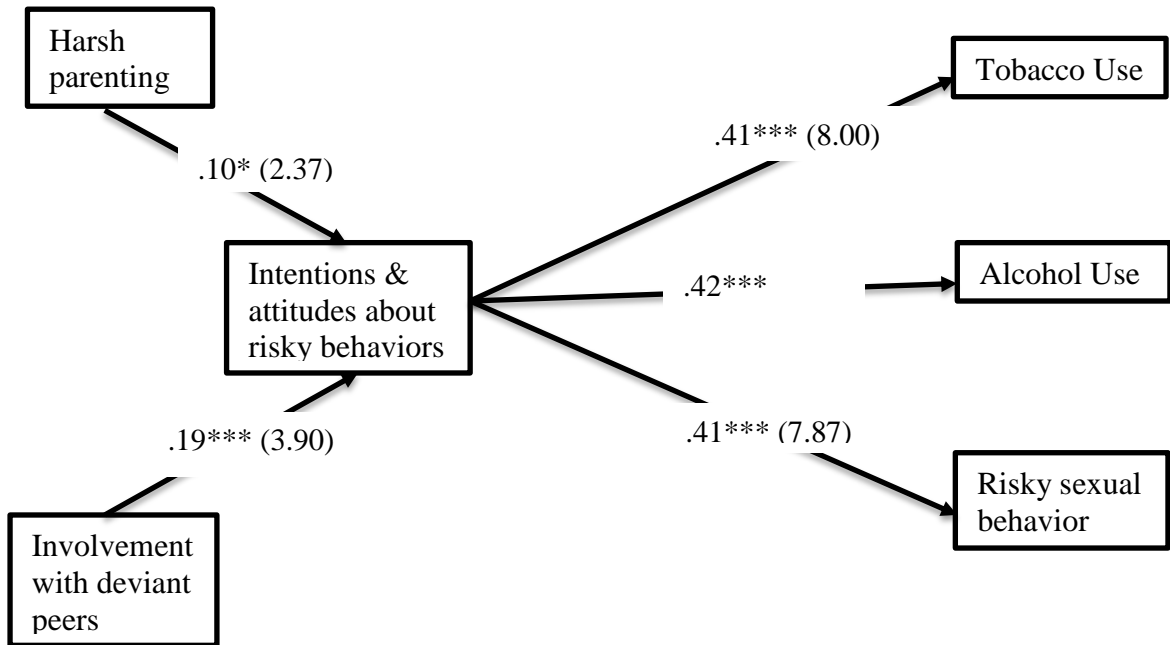 Harsh
parenting
Tobacco Use
.41*** (8.00)
.10* (2.37)
Intentions &
attitudes about
risky behaviors
Alcohol Use
.42***
.19*** (3.90)
.41*** (7.87)
Risky sexual
behavior
Involvement
with deviant
peers